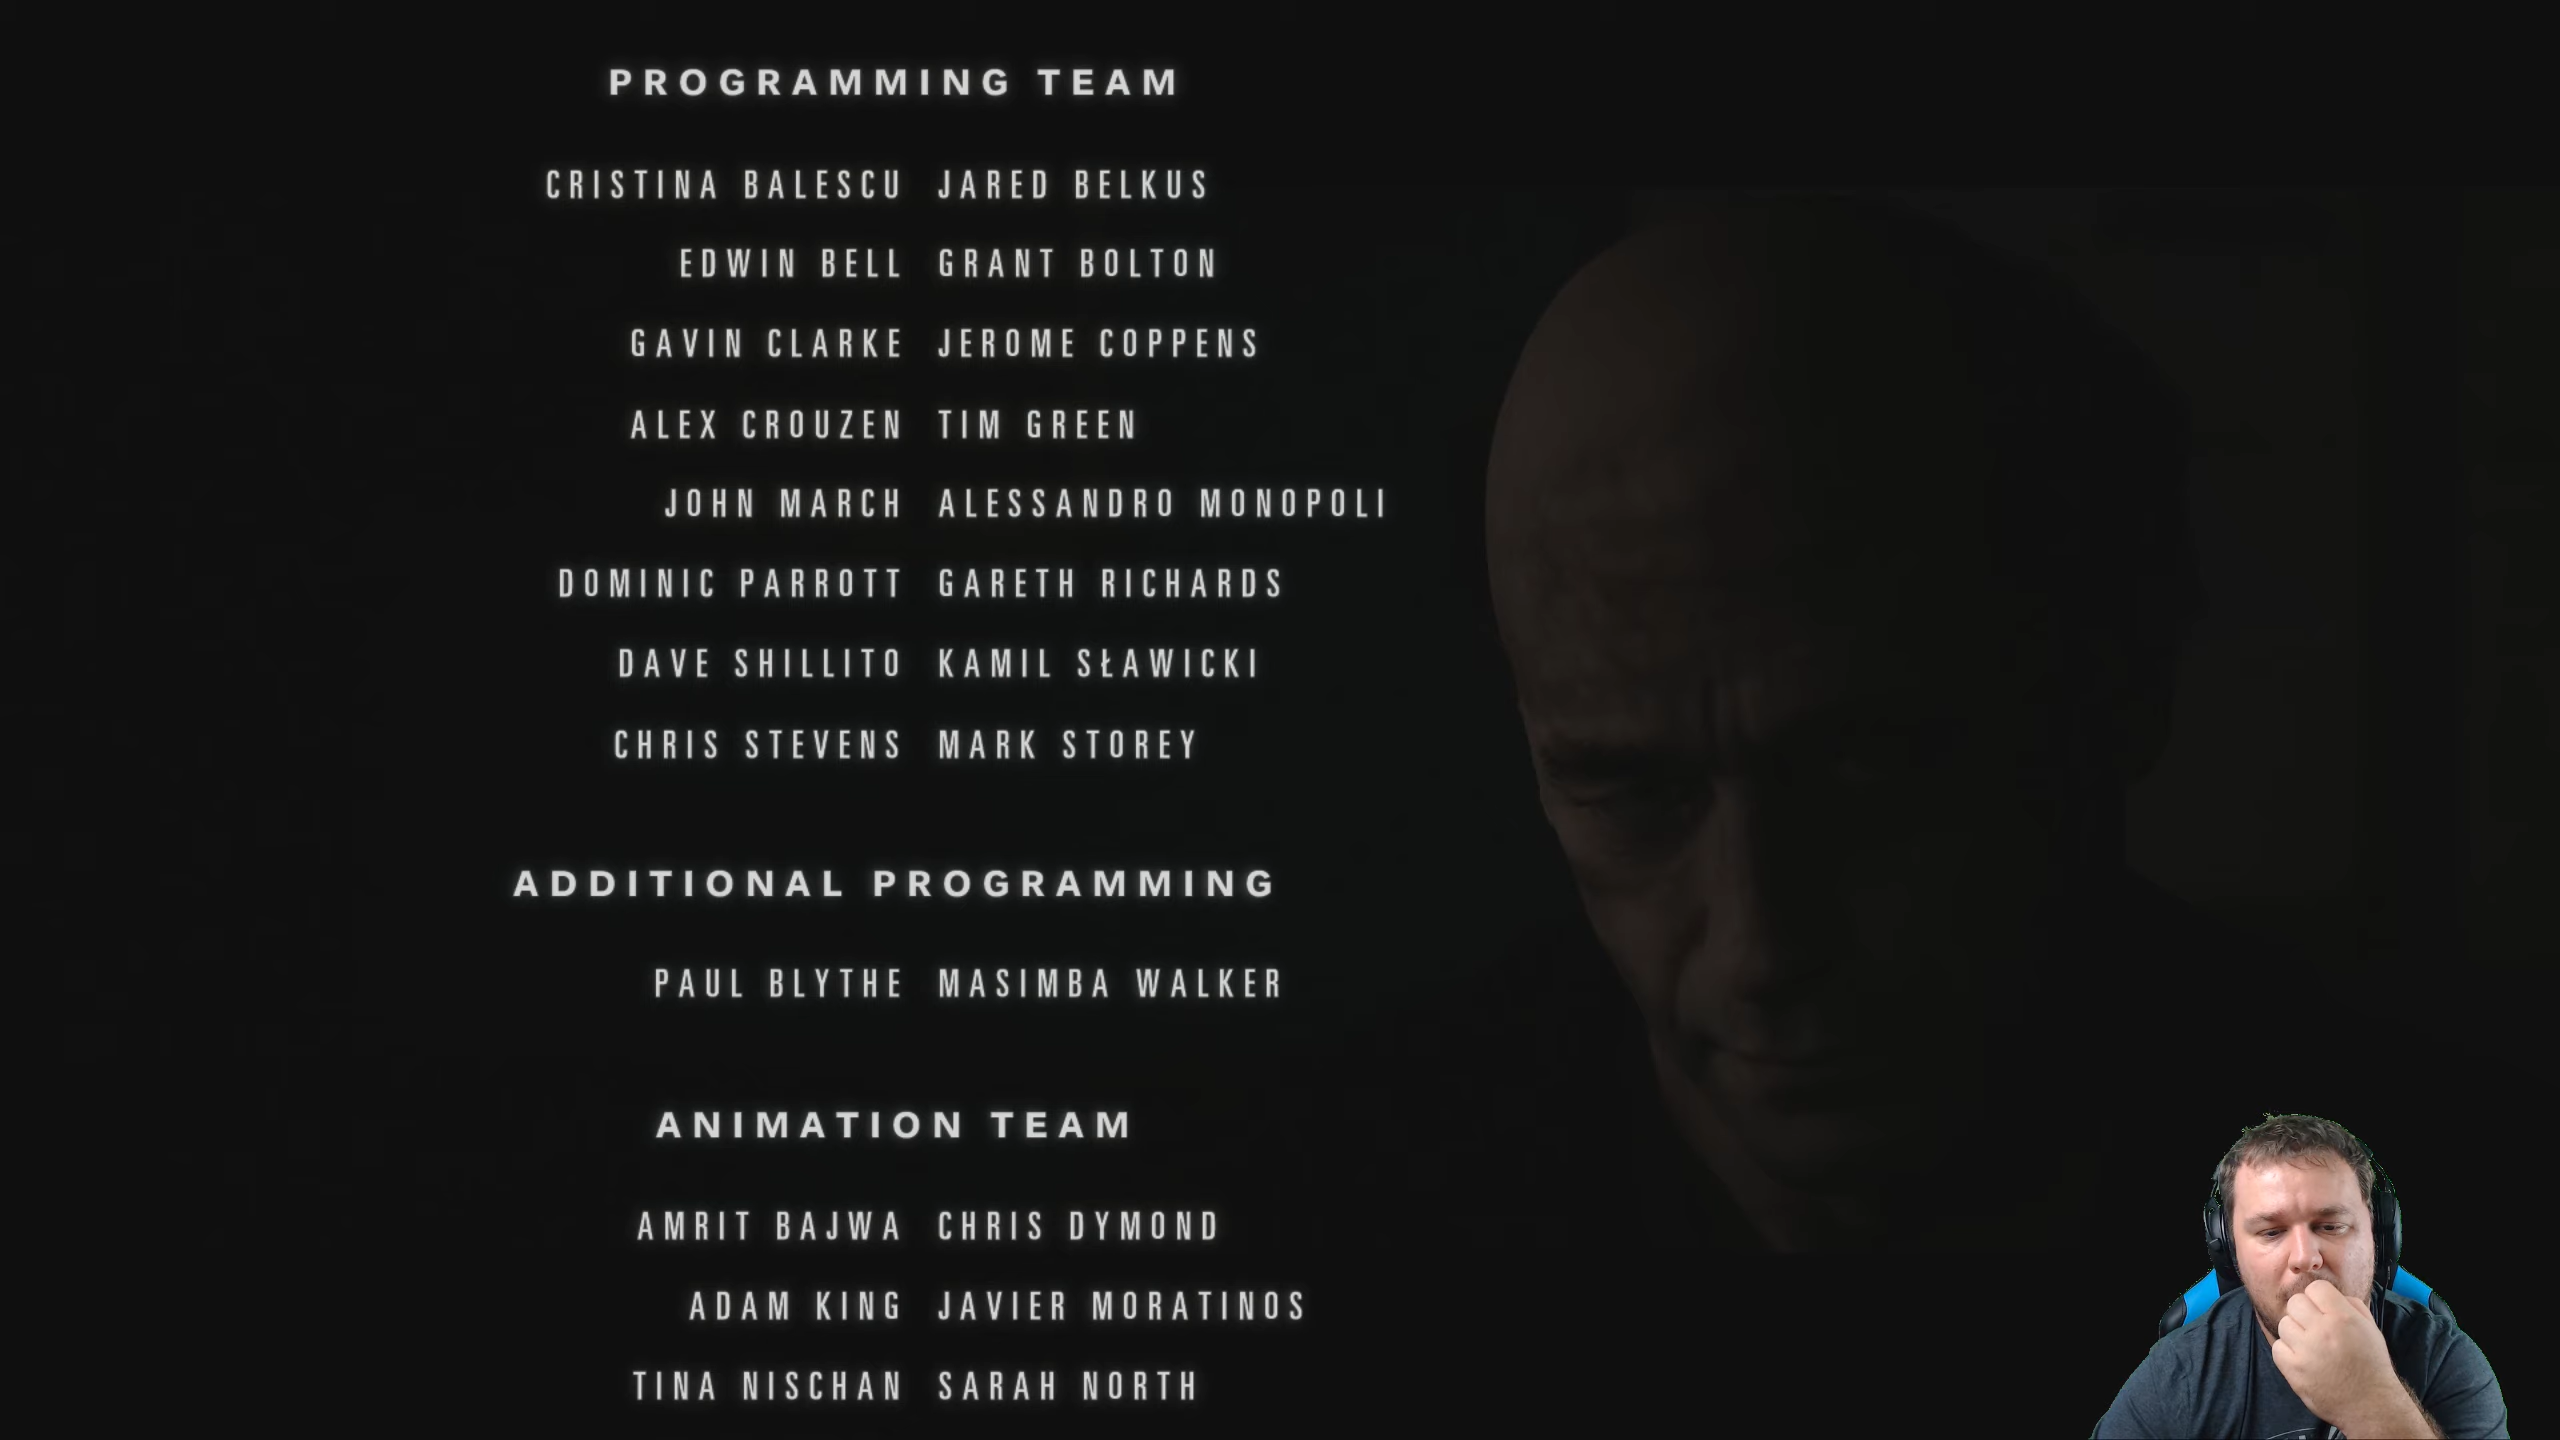 PROGRAMMING TEAM
CRISTINA BALESCU JARED BELKUS
EDWIN BELL GRANT BOLTON
GAVIN CLARKE JEROME COPPENS
ALEX CROUZEN TIM GREEN
JOHN MARCH ALESSANDRO MONOPOLI
DOMINIC PARROTT GARETH RICHARDS
DAVE SHILLITO KAMIL SŁAWICKI
CHRIS STEVENS MARK STOREY
ADDITIONAL PROGRAMMING
PAUL BLYTHE MASIMBA WALKER
ANIMATION TEAM
AMRIT BAJWA CHRIS DYMOND
ADAM KING JAVIER MORATINOS
TINA NISCHAN SARAH NORTH